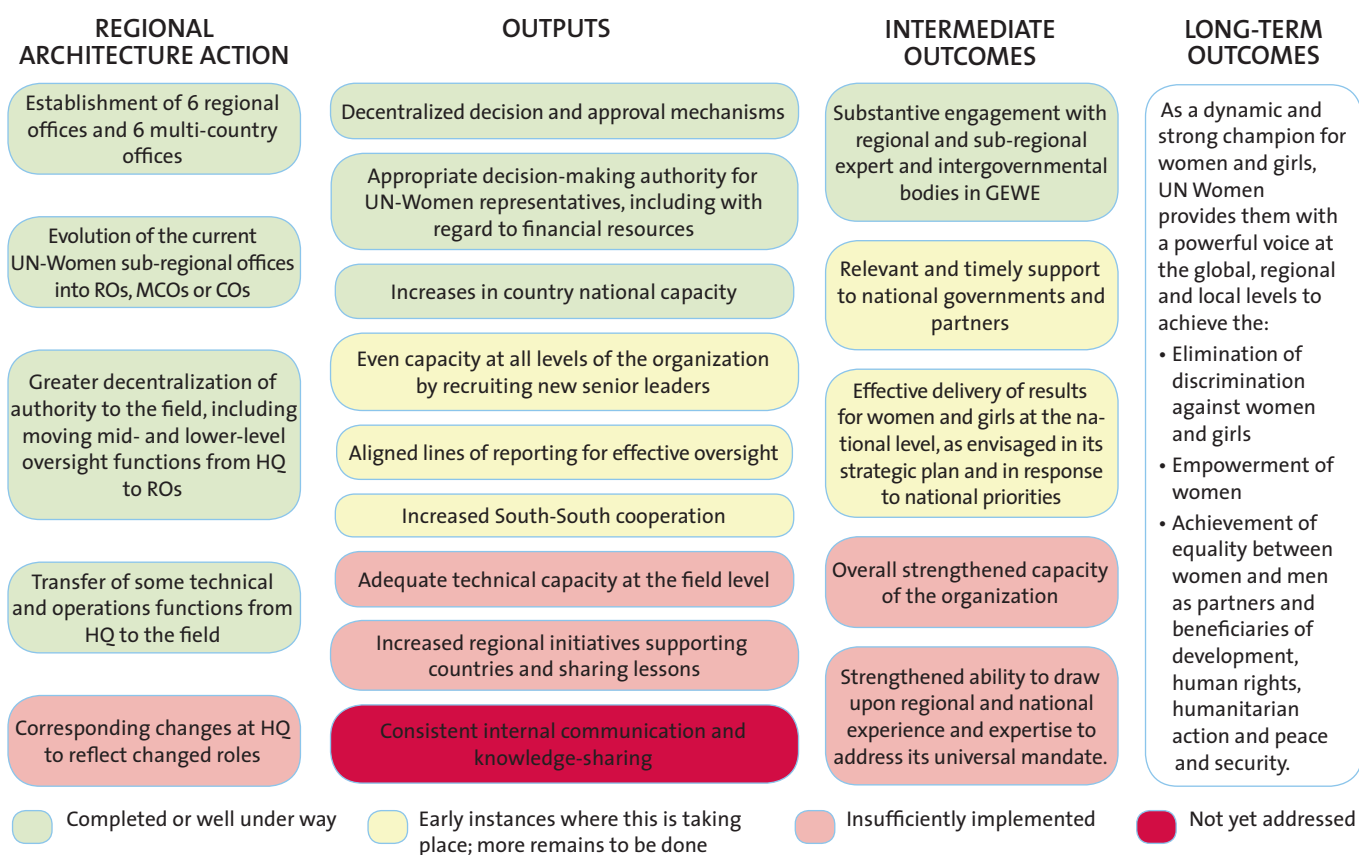 REGIONAL
ARCHITECTURE ACTION
Establishment of 6 regional
offices and 6 multi-country
offices
Evolution of the current
UN-Women sub-regional offices
into ROs, MCOs or COs
Greater decentralization of
authority to the field, including
moving mid- and lower-level
oversight functions from HQ
to ROs
Transfer of some technical
and operations functions from
HQ to the field
Corresponding changes at HQ
to reflect changed roles
OUTPUTS
Decentralized decision and approval mechanisms
Appropriate decision-making authority for
UN-Women representatives, including with
regard to financial resources
Increases in country national capacity
Even capacity at all levels of the organization
by recruiting new senior leaders
Aligned lines of reporting for effective oversight
Increased South-South cooperation
Adequate technical capacity at the field level
Increased regional initiatives supporting
countries and sharing lessons
Consistent internal communication and
knowledge-sharing
INTERMEDIATE
OUTCOMES
Substantive engagement with
regional and sub-regional
expert and intergovernmental
bodies in GEWE
Relevant and timely support
to national governments and
partners
Effective delivery of results
for women and girls at the na-
tional level, as envisaged in its
strategic plan and in response
to national priorities
Overall strengthened capacity
of the organization
Strengthened ability to draw
upon regional and national
experience and expertise to
address its universal mandate.
LONG-TERM
OUTCOMES
As a dynamic and
strong champion for
women and girls,
UN Women
provides them with
a powerful voice at
the global, regional
and local levels to
achieve the:
• Elimination of
discrimination
against women
and girls
• Empowerment of
women
• Achievement of
equality between
women and men
as partners and
beneficiaries of
development,
human rights,
humanitarian
action and peace
and security.
Completed or well under way
Early instances where this is taking
place; more remains to be done
Insufficiently implemented
Not yet addressed